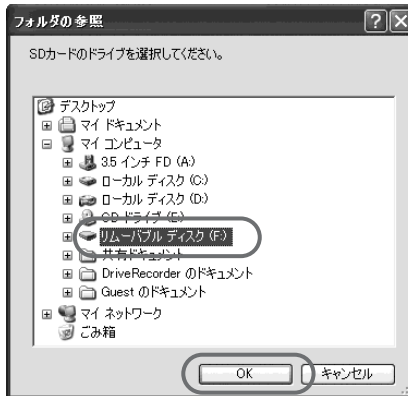 フォルダの参照
SDカードのドライブを選択してください。
デスクトップ
マイ ドキュメント
マイ コンピュータ
3.5 インチ FD (A:)
ローカル ディスク (C:)
ローカル ディスク (D:)
CD ドライブ (E:)
リムーバブル ディスク (F:)
共有ドキュメント
DriveRecorder のドキュメント
Guest のドキュメント
マイ ネットワーク
ごみ箱
OK
キャンセル